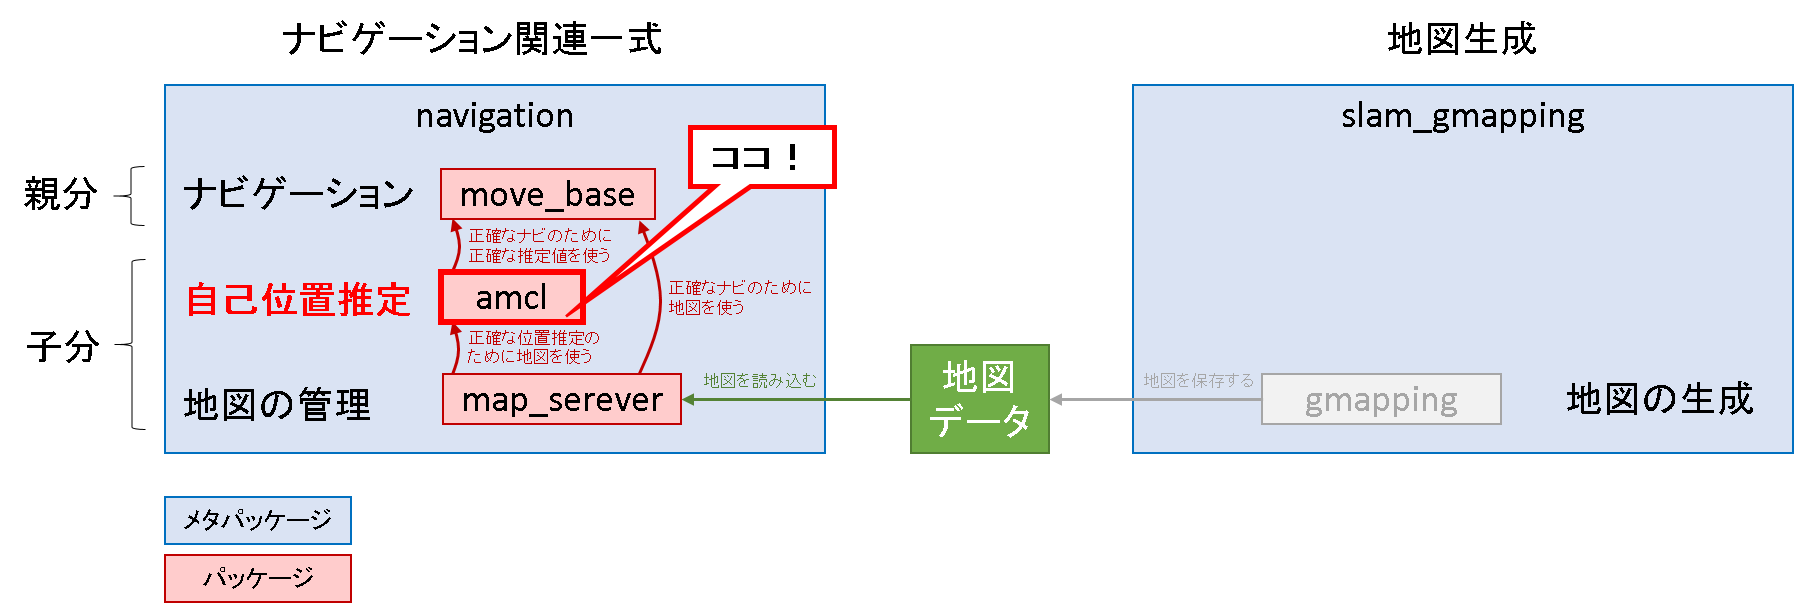 ナビゲーション関連一式
地図生成
navigation
slam_gmapping
ココ！
親分
ナビゲーション
move_base
正確なナビのために
正確な推定値を使う
自己位置推定
amcl
正確なナビのために
地図を使う
子分
正確な位置推定の
ために地図を使う
地図の管理
map_serever
地図を読み込む
地図
データ
地図を保存する
gmapping
地図の生成
メタパッケージ
パッケージ